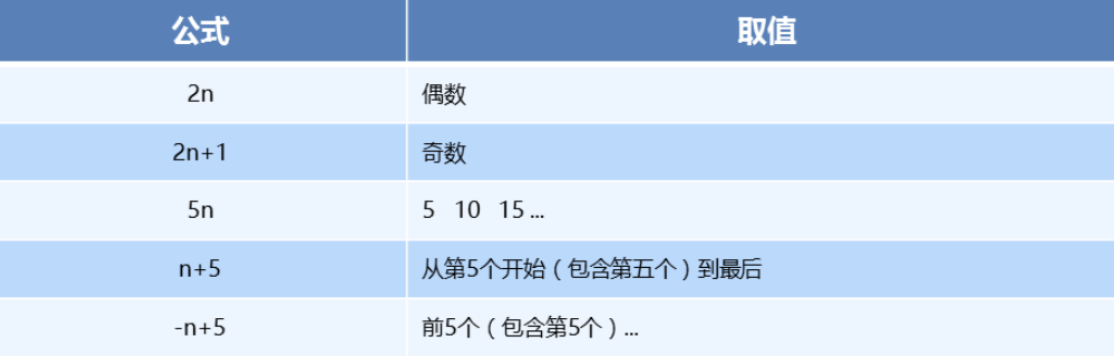 公式 取值
2n 偶数
2n+1 奇数
5n 5 10 15 ...
n+5 从第5个开始（包含第五个）到最后
-n+5 前5个（包含第5个）...